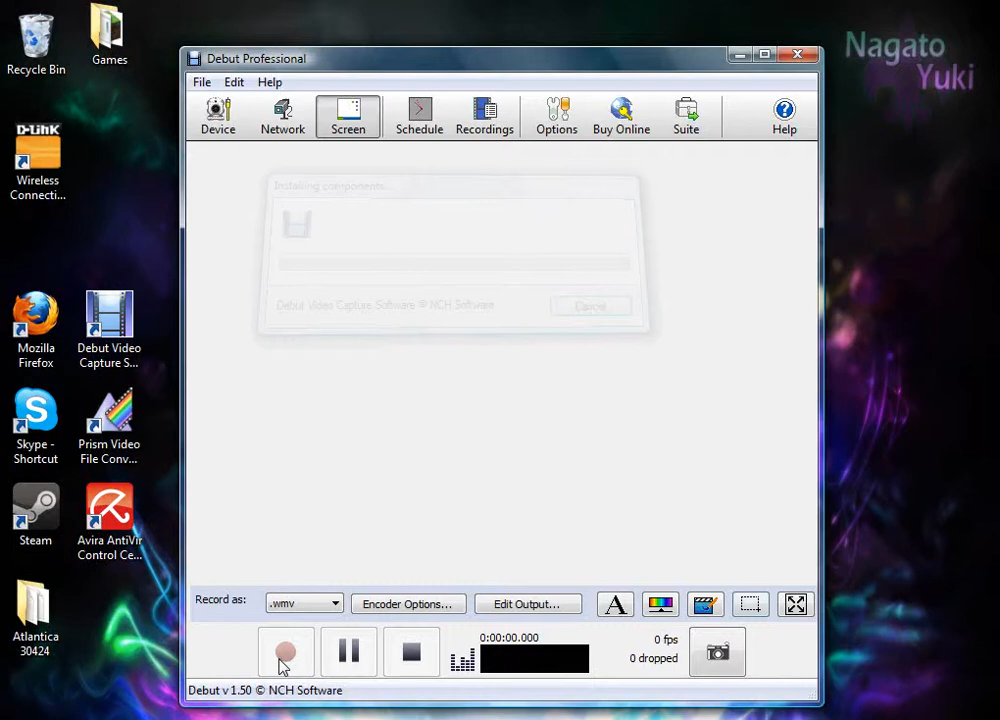 Recycle Bin
Games
D-Link
Wireless
Connecti...
Mozilla
Firefox
Debut Video
Capture S...
Skype -
Shortcut
Prism Video
File Conv...
Steam
Avira AntiVir
Control Ce...
Atlantica
30424
Nagato
Yuki
Debut Professional
File Edit Help
Device Network Screen Schedule Recordings Options Buy Online Suite Help
Installing components...
Debut Video Capture Software © NCH Software
Cancel
Record as: .wmv Encoder Options... Edit Output... A
0:00:00.000
0 fps
0 dropped
Debut v 1.50 © NCH Software